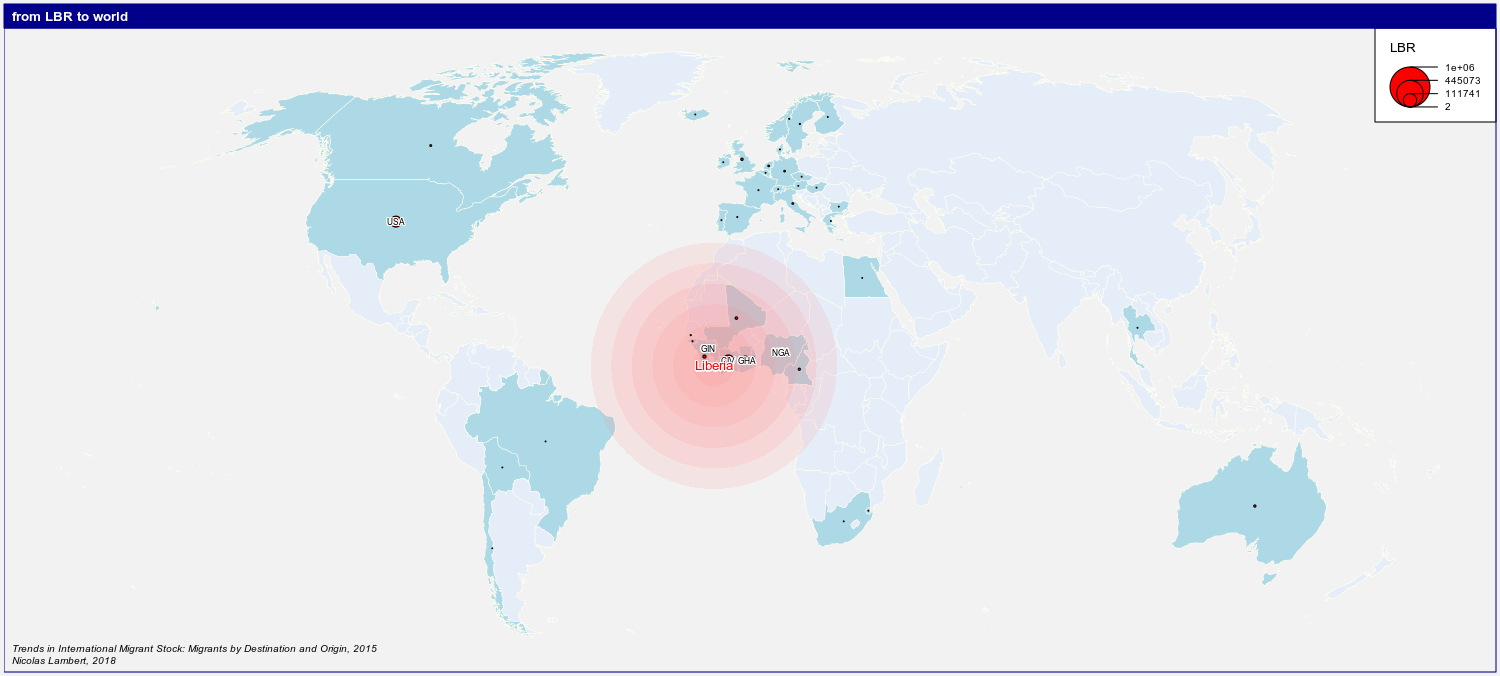 from LBR to world
LBR
1e+06
445073
111741
2
USA
GIN
NGA
CIV GHA
Liberia
Trends in International Migrant Stock: Migrants by Destination and Origin, 2015
Nicolas Lambert, 2018